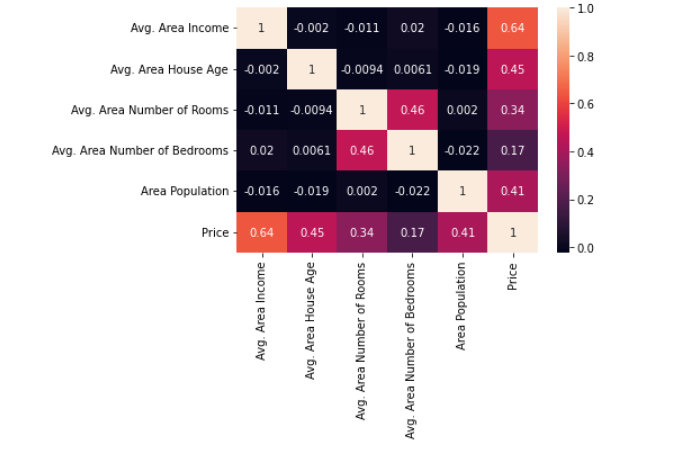 Avg. Area Income 1 -0.002 -0.011 0.02 -0.016 0.64
Avg. Area House Age -0.002 1 -0.0094 0.0061 -0.019 0.45
Avg. Area Number of Rooms -0.011 -0.0094 1 0.46 0.002 0.34
Avg. Area Number of Bedrooms 0.02 0.0061 0.46 1 -0.022 0.17
Area Population -0.016 -0.019 0.002 -0.022 1 0.41
Price 0.64 0.45 0.34 0.17 0.41 1
Avg. Area Income
Avg. Area House Age
Avg. Area Number of Rooms
Avg. Area Number of Bedrooms
Area Population
Price
1.0
0.8
0.6
0.4
0.2
0.0